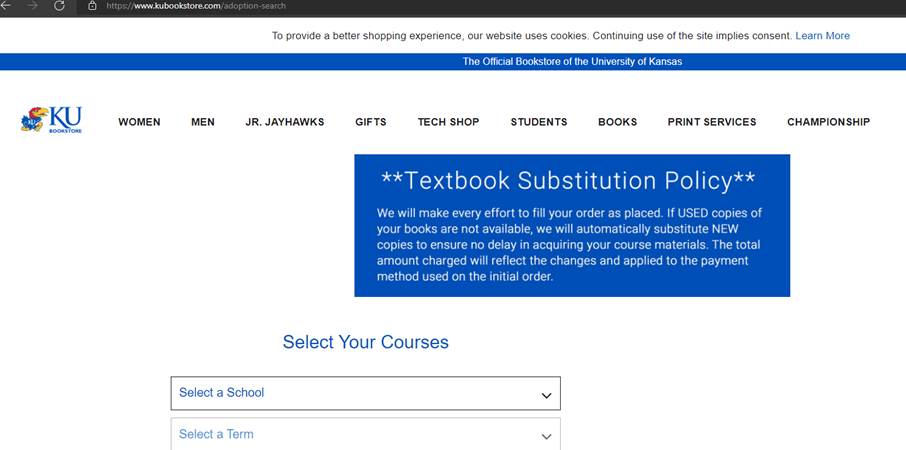 https://www.kubookstore.com/adoption-search
To provide a better shopping experience, our website uses cookies. Continuing use of the site implies consent. Learn More
The Official Bookstore of the University of Kansas
KU
BOOKSTORE
WOMEN MEN JR. JAYHAWKS GIFTS TECH SHOP STUDENTS BOOKS PRINT SERVICES CHAMPIONSHIP
**Textbook Substitution Policy**
We will make every effort to fill your order as placed. If USED copies of
your books are not available, we will automatically substitute NEW
copies to ensure no delay in acquiring your course materials. The total
amount charged will reflect the changes and applied to the payment
method used on the initial order.
Select Your Courses
Select a School
Select a Term